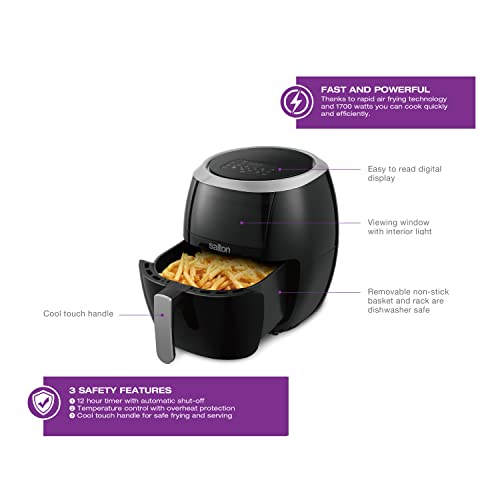 FAST AND POWERFUL
Thanks to rapid air frying technology
and 1700 watts you can cook quickly
and efficiently.
Easy to read digital
display
Viewing window
with interior light
salton
Removable non-stick
basket and rack are
dishwasher safe
Cool touch handle
3 SAFETY FEATURES
1 12 hour timer with automatic shut-off
2 Temperature control with overheat protection
3 Cool touch handle for safe frying and serving